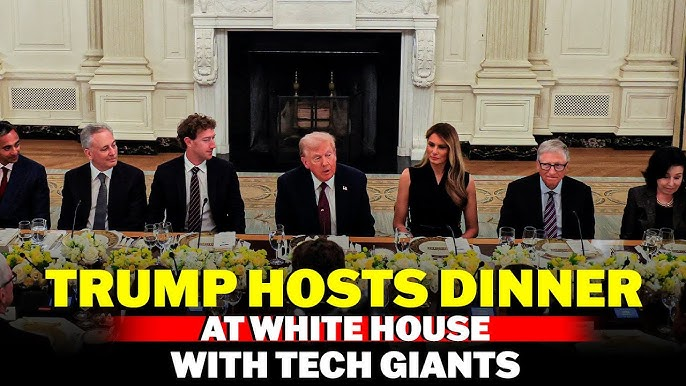 TRUMP HOSTS DINNER
AT WHITE HOUSE
WITH TECH GIANTS